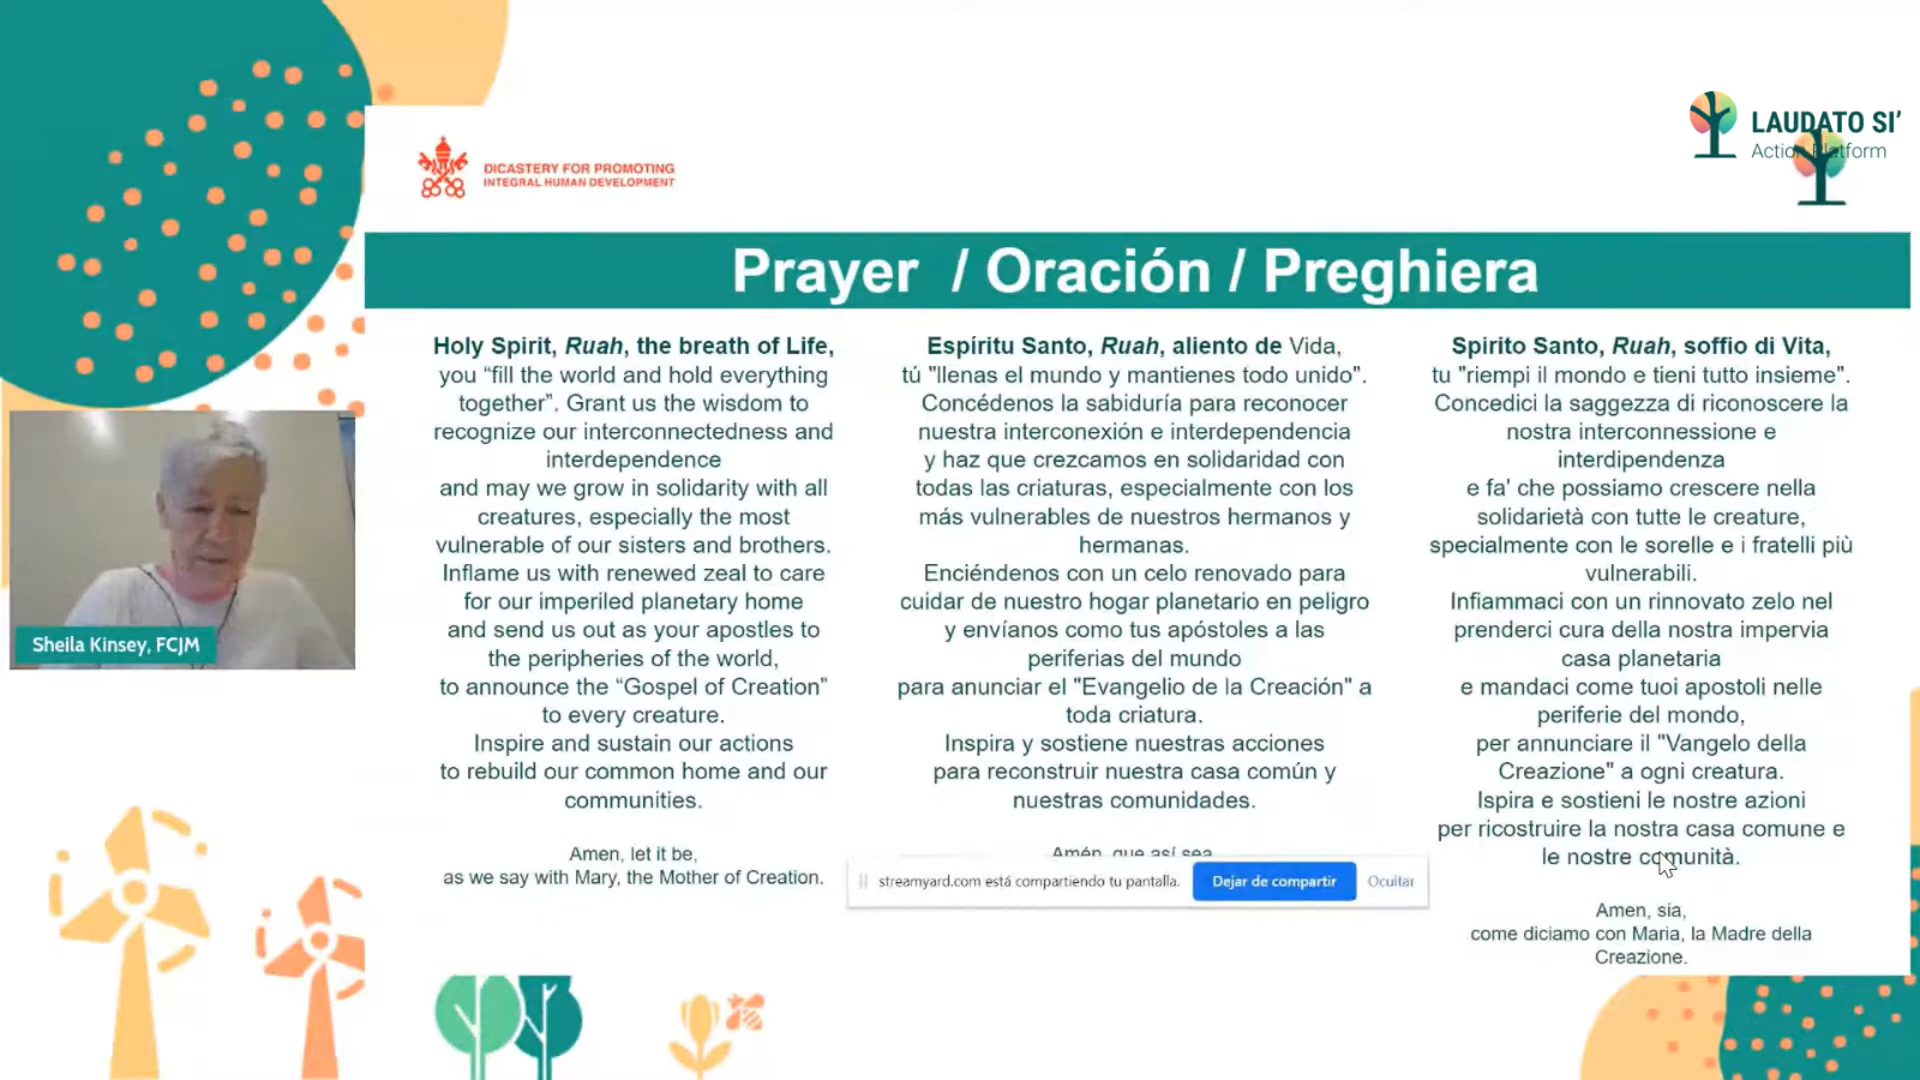 LAUDATO SI’
Action Platform
DICASTERY FOR PROMOTING
INTEGRAL HUMAN DEVELOPMENT
Prayer / Oración / Preghiera
Holy Spirit, Ruah, the breath of Life,
you “fill the world and hold everything
together”. Grant us the wisdom to
recognize our interconnectedness and
interdependence
and may we grow in solidarity with all
creatures, especially the most
vulnerable of our sisters and brothers.
Inflame us with renewed zeal to care
for our imperiled planetary home
and send us out as your apostles to
the peripheries of the world,
to announce the “Gospel of Creation”
to every creature.
Inspire and sustain our actions
to rebuild our common home and our
communities.
Amen, let it be,
as we say with Mary, the Mother of Creation.
Espíritu Santo, Ruah, aliento de Vida,
tú "llenas el mundo y mantienes todo unido".
Concédenos la sabiduría para reconocer
nuestra interconexión e interdependencia
y haz que crezcamos en solidaridad con
todas las criaturas, especialmente con los
más vulnerables de nuestros hermanos y
hermanas.
Enciéndenos con un celo renovado para
cuidar de nuestro hogar planetario en peligro
y envíanos como tus apóstoles a las
periferias del mundo
para anunciar el "Evangelio de la Creación" a
toda criatura.
Inspira y sostiene nuestras acciones
para reconstruir nuestra casa común y
nuestras comunidades.
Amén, que así sea
Spirito Santo, Ruah, soffio di Vita,
tu "riempi il mondo e tieni tutto insieme".
Concedici la saggezza di riconoscere la
nostra interconnessione e
interdipendenza
e fa' che possiamo crescere nella
solidarietà con tutte le creature,
specialmente con le sorelle e i fratelli più
vulnerabili.
Infiammaci con un rinnovato zelo nel
prenderci cura della nostra impervia
casa planetaria
e mandaci come tuoi apostoli nelle
periferie del mondo,
per annunciare il "Vangelo della
Creazione" a ogni creatura.
Ispira e sostieni le nostre azioni
per ricostruire la nostra casa comune e
le nostre comunità.
Amen, sia,
come diciamo con Maria, la Madre della
Creazione.
streamyard.com está compartiendo tu pantalla.
Dejar de compartir
Ocultar
Sheila Kinsey, FCJM